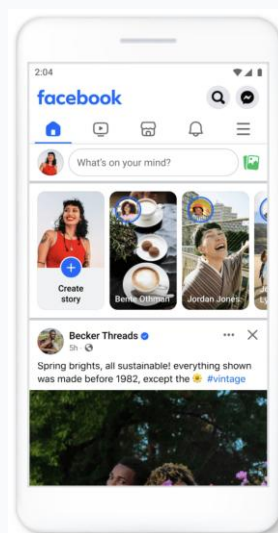 2:04
facebook
What's on your mind?
Create
story
Bernie Othman
Jordan Jones
Becker Threads
5h
Spring brights, all sustainable! everything shown
was made before 1982, except the 🌼 #vintage